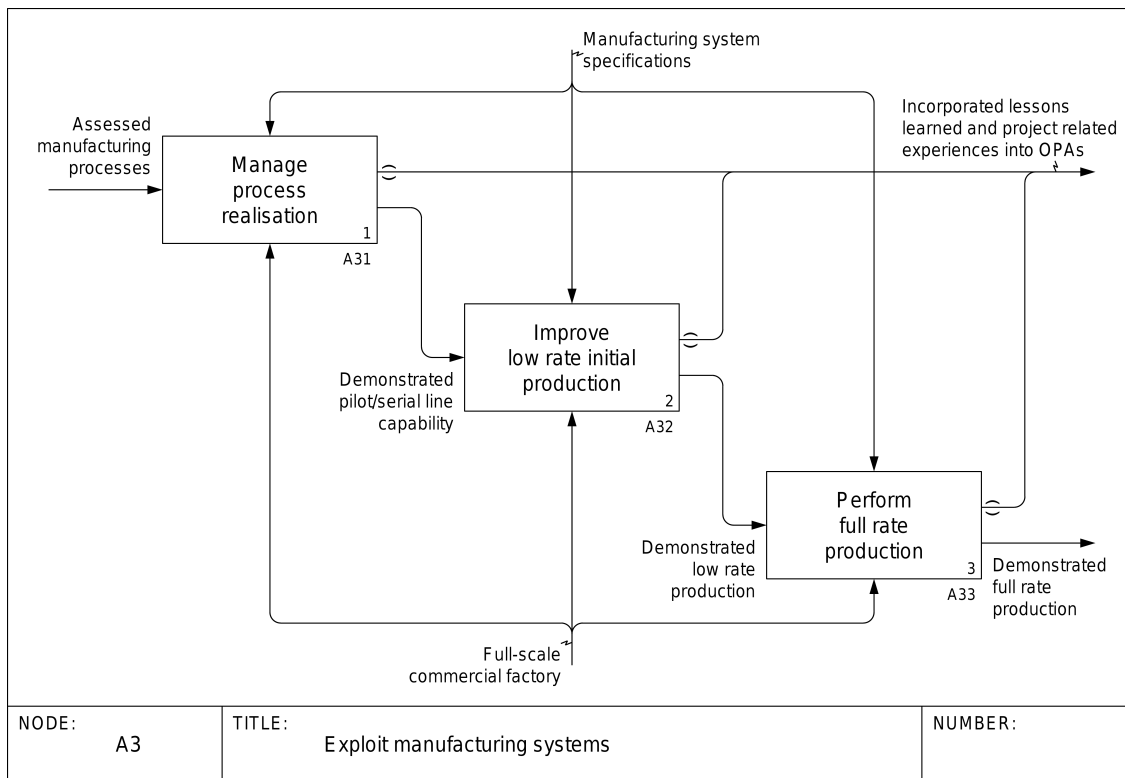 Manufacturing system
specifications
Assessed
manufacturing
processes
Incorporated lessons
learned and project related
experiences into OPAs
Manage
process
realisation
1
A31
Improve
low rate initial
production
2
A32
Demonstrated
pilot/serial line
capability
Perform
full rate
production
3
A33
Demonstrated
low rate
production
Demonstrated
full rate
production
Full-scale
commercial factory
NODE:
A3
TITLE:
Exploit manufacturing systems
NUMBER: